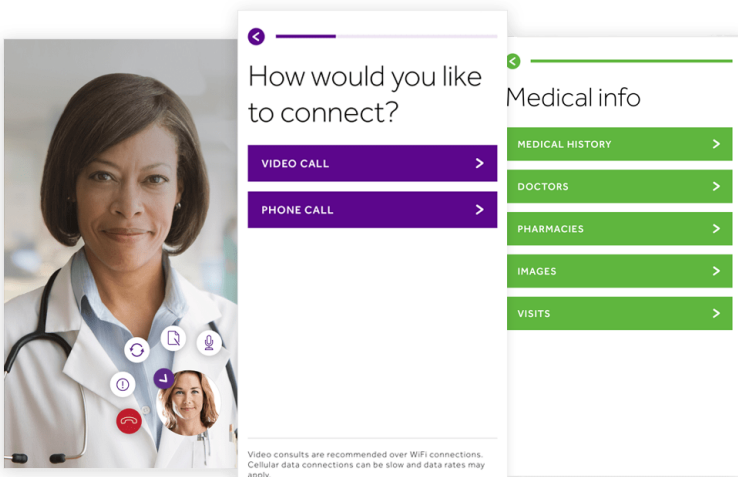 How would you like
to connect?
VIDEO CALL
PHONE CALL
Video consults are recommended over WiFi connections.
Cellular data connections can be slow and data rates may
apply.
Medical info
MEDICAL HISTORY
DOCTORS
PHARMACIES
IMAGES
VISITS